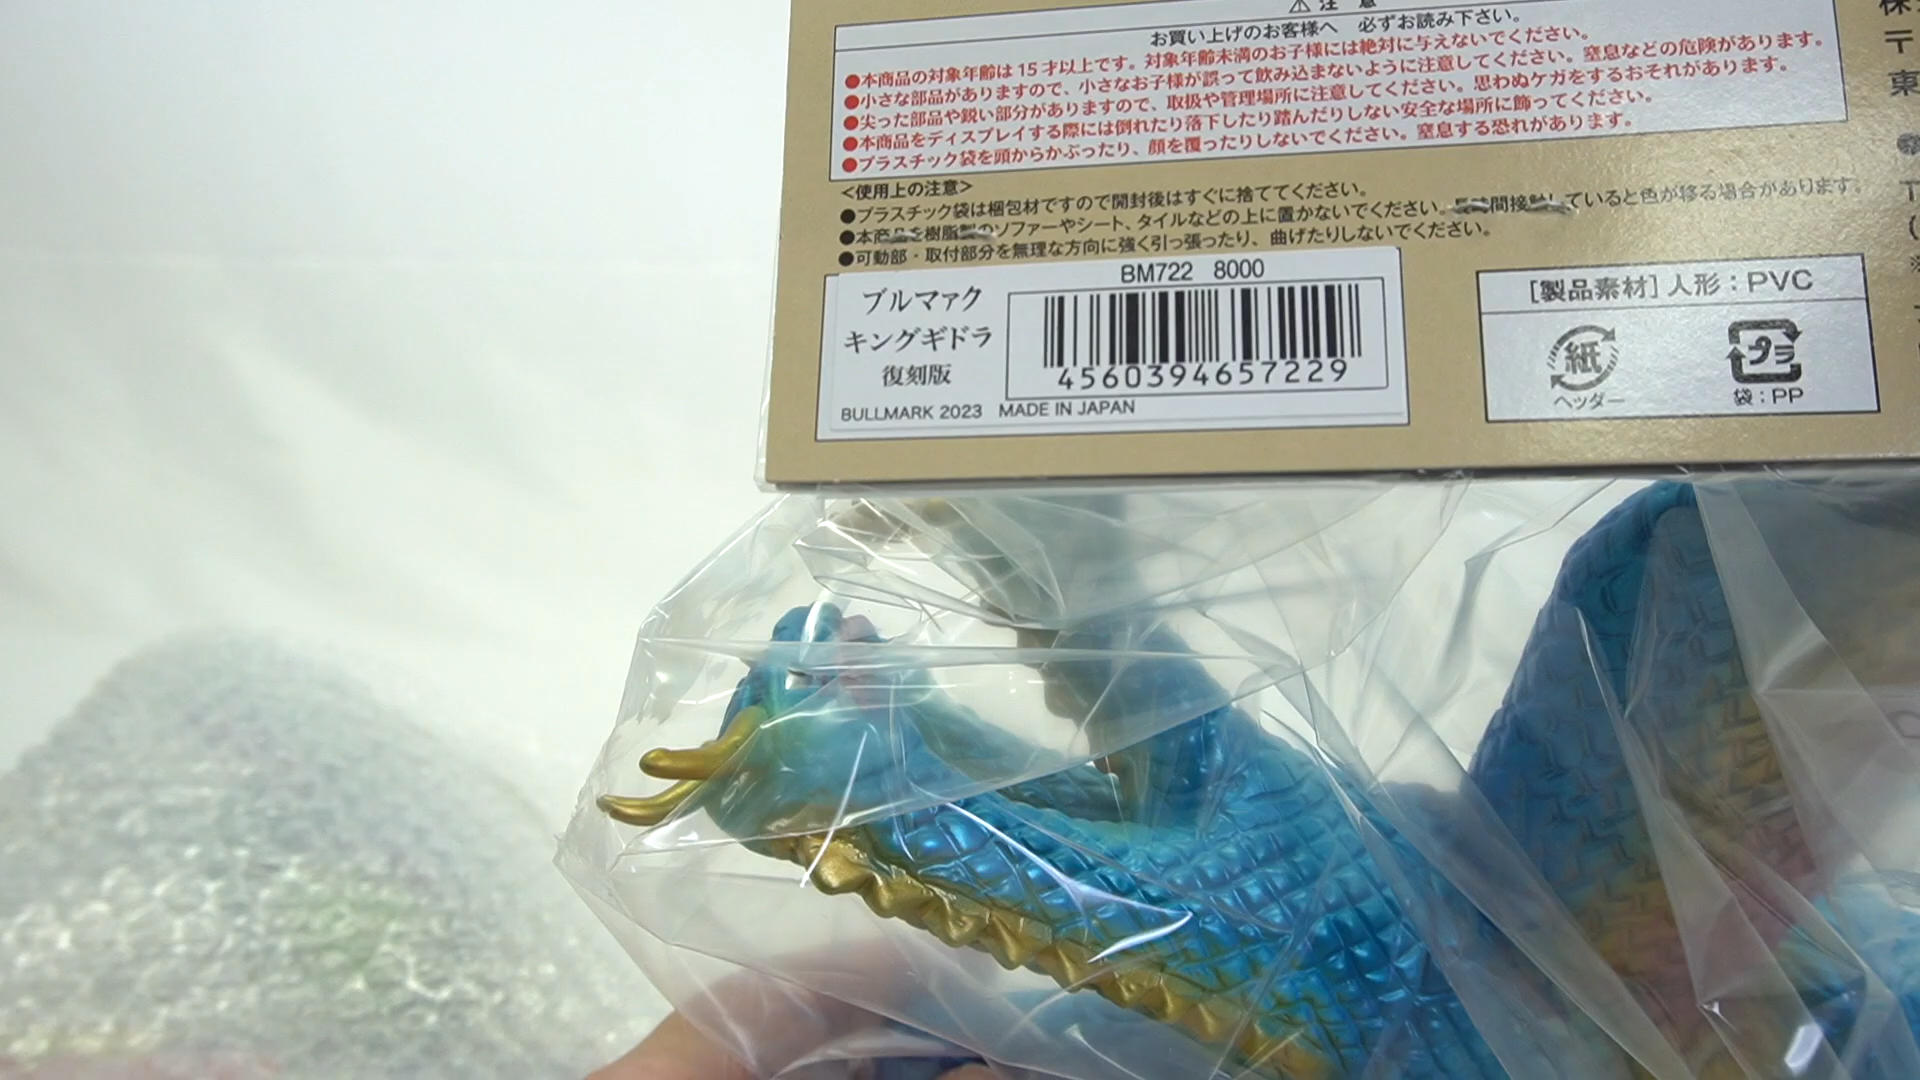 ⚠注 意
お買い上げのお客様へ 必ずお読み下さい。
●本商品の対象年齢は15才以上です。対象年齢未満のお子様には絶対に与えないでください。
●小さな部品がありますので、小さなお子様が誤って飲み込まないように注意してください。窒息などの危険があります。
●尖った部品や鋭い部分がありますので、取扱や管理場所に注意してください。思わぬケガをするおそれがあります。
●本商品をディスプレイする際には倒れたり落下したり踏んだりしない安全な場所に飾ってください。
●プラスチック袋を頭からかぶったり、顔を覆ったりしないでください。窒息する恐れがあります。
<使用上の注意>
●プラスチック袋は梱包材ですので開封後はすぐに捨ててください。
●本商品を樹脂製のソファーやシート、タイルなどの上に置かないでください。長時間接触していると色が移る場合があります。
●可動部・取付部分を無理な方向に強く引っ張ったり、曲げたりしないでください。
BM722 8000
ブルマァク
キングギドラ
復刻版
4560394657229
BULLMARK 2023 MADE IN JAPAN
[製品素材]人形：PVC
紙
ヘッダー
プラ
袋：PP
〒
東